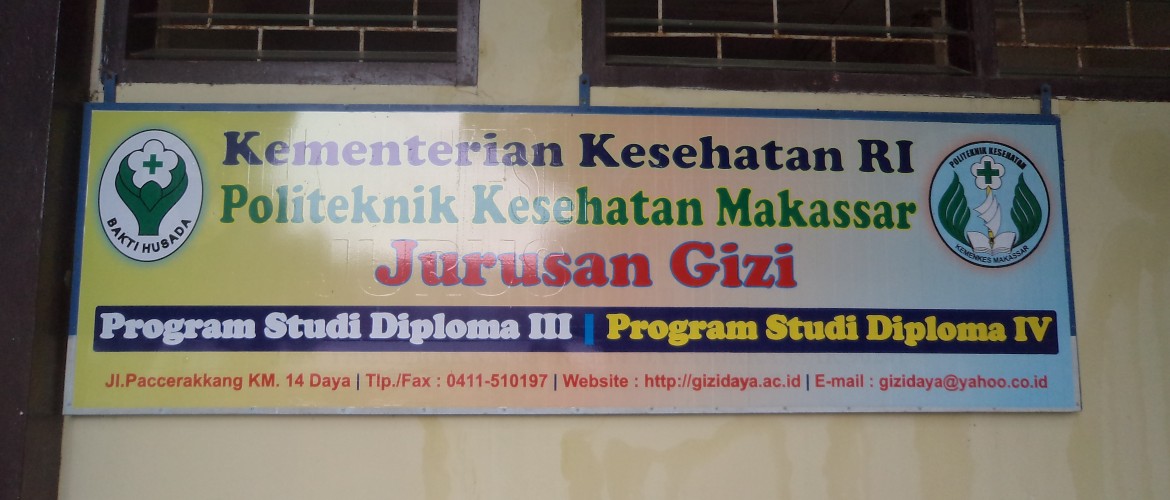 Kementerian Kesehatan RI
Politeknik Kesehatan Makassar
Jurusan Gizi
Program Studi Diploma III | Program Studi Diploma IV
Jl.Paccerakkang KM. 14 Daya | Tlp./Fax : 0411-510197 | Website : http://gizidaya.ac.id | E-mail : gizidaya@yahoo.co.id
BAKTI HUSADA
POLITEKNIK KESEHATAN
KEMENKES MAKASSAR